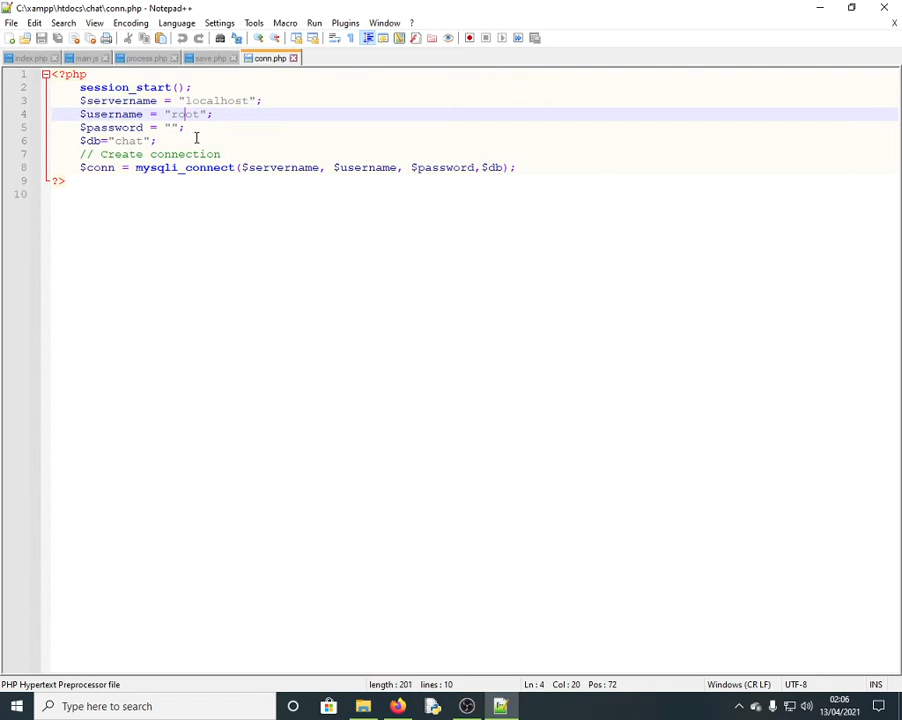 C:\xampp\htdocs\chat\conn.php - Notepad++
File Edit Search View Encoding Language Settings Tools Macro Run Plugins Window ?
X
index.php main.js process.php save.php conn.php
1 <?php
2 session_start();
3 $servername = "localhost";
4 $username = "root";
5 $password = "";
6 $db="chat";
7 // Create connection
8 $conn = mysqli_connect($servername, $username, $password,$db);
9 ?>
10
PHP Hypertext Preprocessor file length : 201 lines : 10 Ln : 4 Col : 20 Pos : 72 Windows (CR LF) UTF-8 INS
Type here to search
02:06
13/04/2021